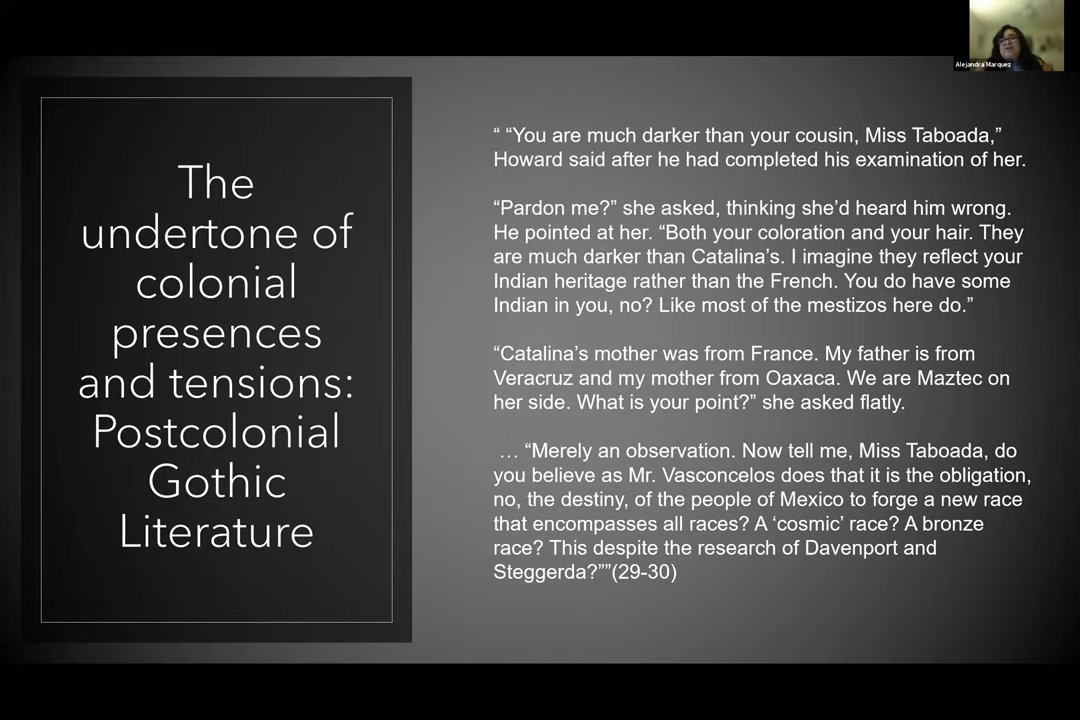 Alejandra Marquez
The
undertone of
colonial
presences
and tensions:
Postcolonial
Gothic
Literature
“ “You are much darker than your cousin, Miss Taboada,”
Howard said after he had completed his examination of her.
“Pardon me?” she asked, thinking she’d heard him wrong.
He pointed at her. “Both your coloration and your hair. They
are much darker than Catalina’s. I imagine they reflect your
Indian heritage rather than the French. You do have some
Indian in you, no? Like most of the mestizos here do.”
“Catalina’s mother was from France. My father is from
Veracruz and my mother from Oaxaca. We are Maztec on
her side. What is your point?” she asked flatly.
… “Merely an observation. Now tell me, Miss Taboada, do
you believe as Mr. Vasconcelos does that it is the obligation,
no, the destiny, of the people of Mexico to forge a new race
that encompasses all races? A ‘cosmic’ race? A bronze
race? This despite the research of Davenport and
Steggerda?””(29-30)